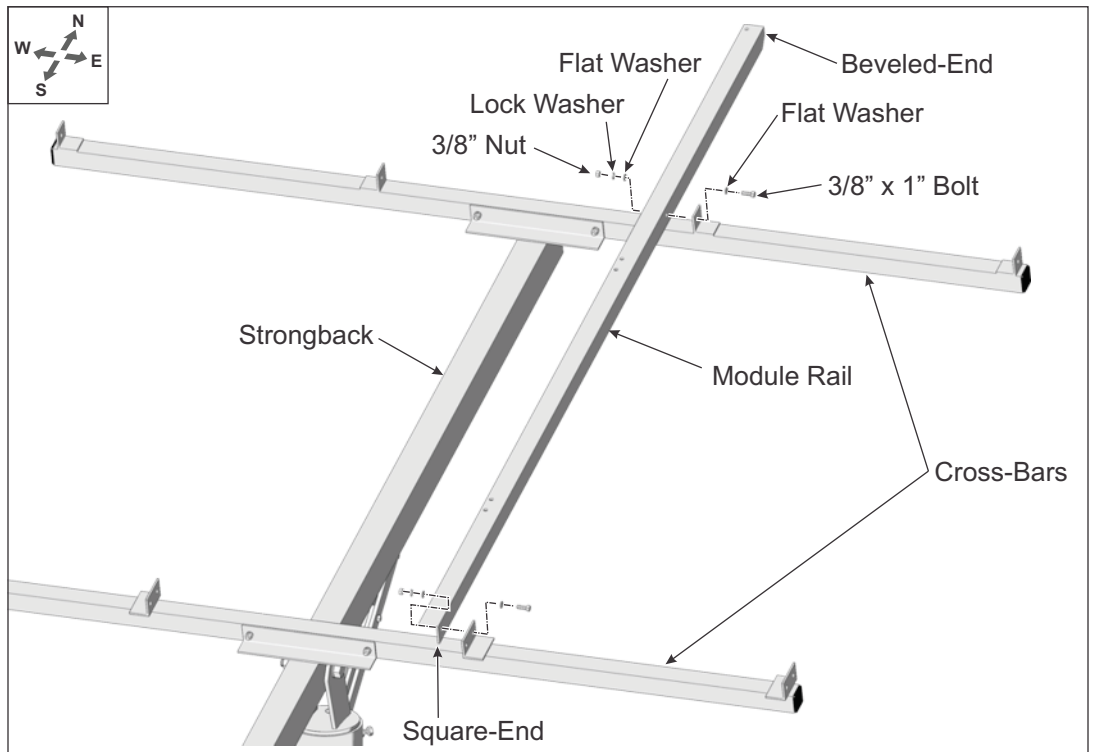 N
W
E
S
Flat Washer
Beveled-End
Lock Washer
Flat Washer
3/8” Nut
3/8” x 1” Bolt
Strongback
Module Rail
Cross-Bars
Square-End